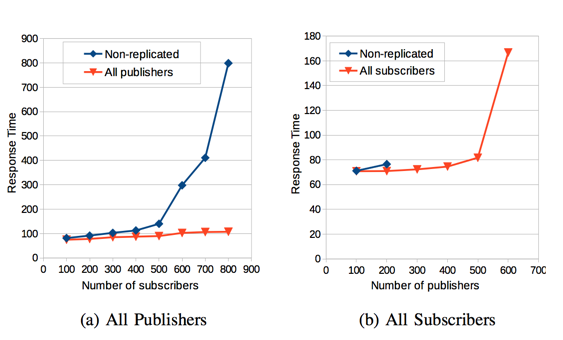 900
800
700
600
500
400
300
200
100
0
Response Time
Non-replicated
All publishers
0 100 200 300 400 500 600 700 800 900
Number of subscribers
(a) All Publishers
180
160
140
120
100
80
60
40
20
0
Response Time
Non-replicated
All subscribers
0 100 200 300 400 500 600 700
Number of publishers
(b) All Subscribers